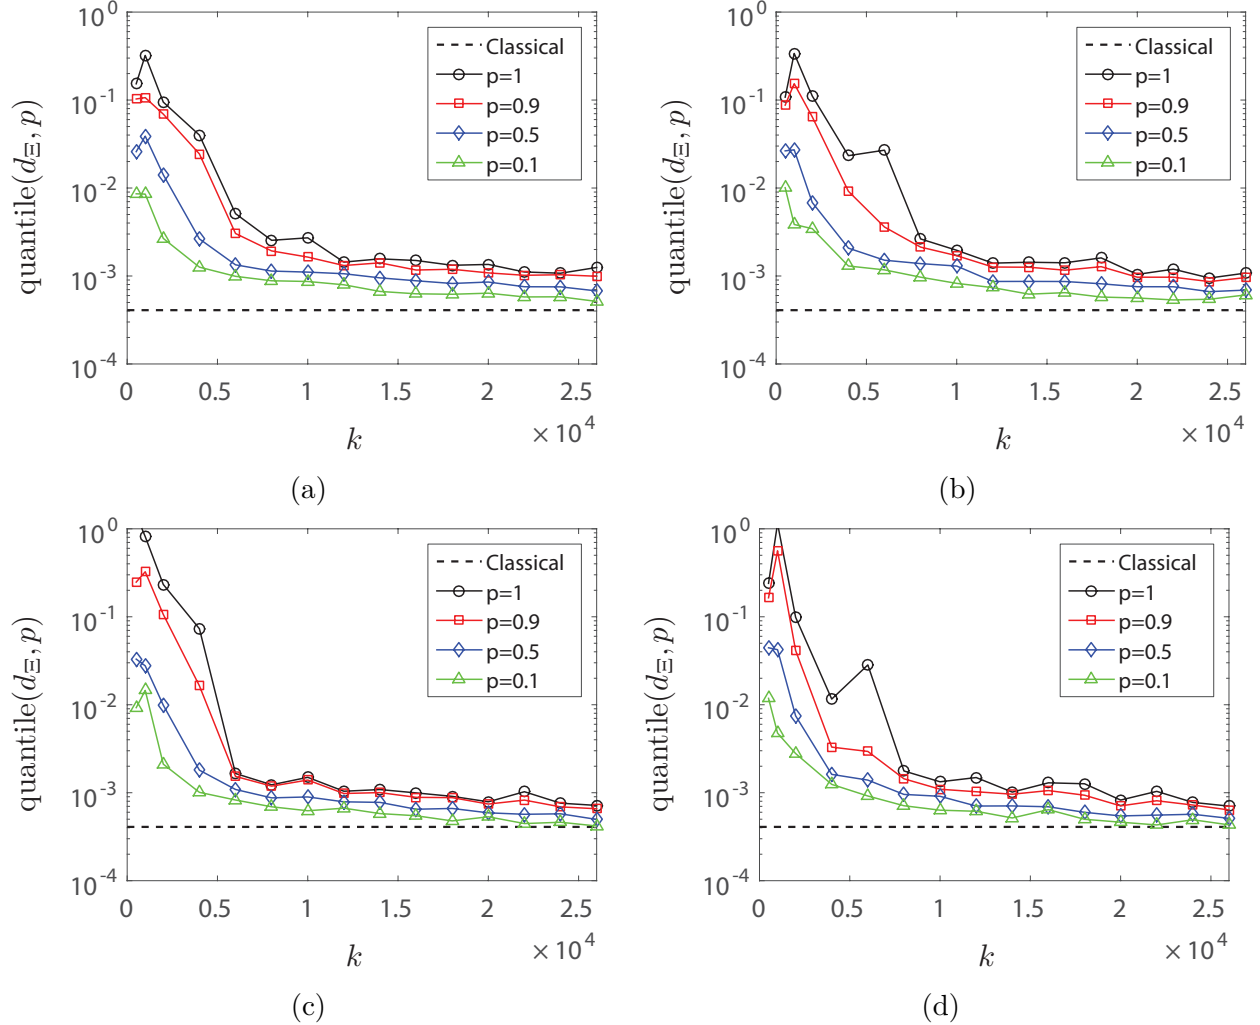 10^0
10^-1
10^-2
10^-3
10^-4
quantile(d_Ξ, p)
Classical
p=1
p=0.9
p=0.5
p=0.1
0 0.5 1 1.5 2 2.5
× 10^4
k
(a)
10^0
10^-1
10^-2
10^-3
10^-4
quantile(d_Ξ, p)
Classical
p=1
p=0.9
p=0.5
p=0.1
0 0.5 1 1.5 2 2.5
× 10^4
k
(b)
10^0
10^-1
10^-2
10^-3
10^-4
quantile(d_Ξ, p)
Classical
p=1
p=0.9
p=0.5
p=0.1
0 0.5 1 1.5 2 2.5
× 10^4
k
(c)
10^0
10^-1
10^-2
10^-3
10^-4
quantile(d_Ξ, p)
Classical
p=1
p=0.9
p=0.5
p=0.1
0 0.5 1 1.5 2 2.5
× 10^4
k
(d)